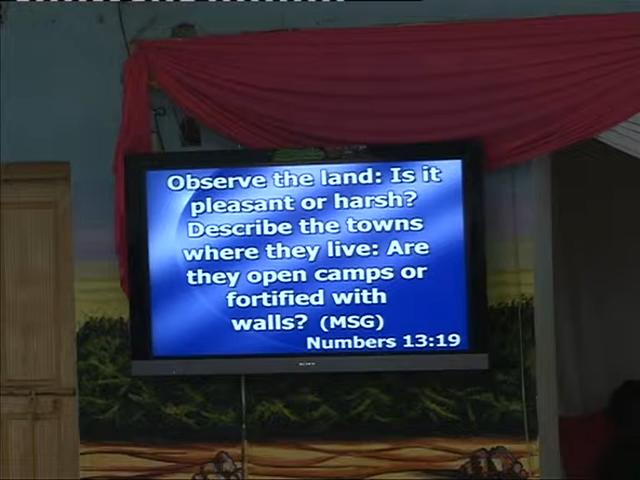 Observe the land: Is it
pleasant or harsh?
Describe the towns
where they live: Are
they open camps or
fortified with
walls? (MSG)
Numbers 13:19
SONY